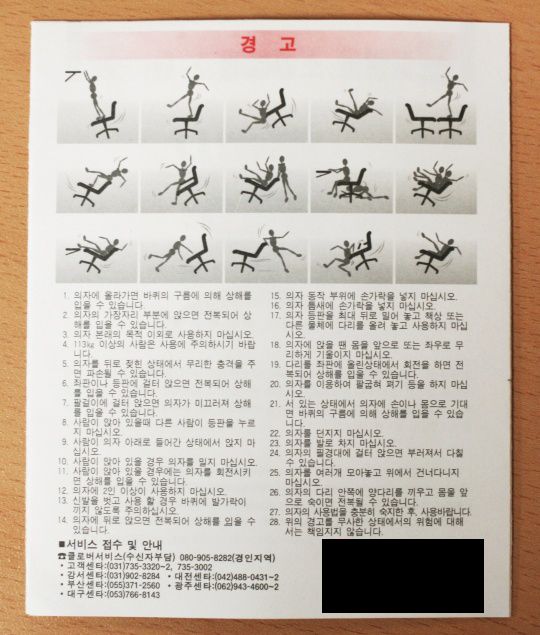 경 고
1. 의자에 올라가면 바퀴의 구름에 의해 상해를
입을 수 있습니다.
2. 의자의 가장자리 부분에 앉으면 전복되어 상
해를 입을 수 있습니다.
3. 의자 본래의 목적 이외로 사용하지 마십시오.
4. 113kg 이상의 사람은 사용에 주의하시기 바랍
니다.
5. 의자를 뒤로 젖힌 상태에서 무리한 충격을 주
면 파손될 수 있습니다.
6. 좌판이나 등판에 걸터 앉으면 전복되어 상해
를 입을 수 있습니다.
7. 팔걸이에 걸터 앉으면 의자가 미끄러져 상해
를 입을 수 있습니다.
8. 사람이 앉아 있을때 다른 사람이 등판을 누르
지 마십시오.
9. 사람이 의자 아래로 들어간 상태에서 앉지 마
십시오.
10. 사람이 앉아 있을 경우 의자를 밀지 마십시오.
11. 사람이 앉아 있을 경우에는 의자를 회전시키
면 상해를 입을 수 있습니다.
12. 의자에 2인 이상이 사용하지 마십시오.
13. 신발을 벗고 사용 할 경우 바퀴에 발가락이
끼지 않도록 주의하십시오.
14. 의자에 뒤로 앉으면 전복되어 상해를 입을 수
있습니다.
15. 의자 동작 부위에 손가락을 넣지 마십시오.
16. 의자 틈새에 손가락을 넣지 마십시오.
17. 의자 등판을 최대 뒤로 밀어 놓고 책상 또는
다른 물체에 다리를 올려 놓고 사용하지 마십
시오.
18. 의자에 앉을 땐 몸을 앞으로 또는 좌우로 무
리하게 기울이지 마십시오.
19. 다리를 좌판에 올린상태에서 회전을 하면 전
복되어 상해를 입을 수 있습니다.
20. 의자를 이용하여 팔굽혀 펴기 등을 하지 마십
시오.
21. 서 있는 상태에서 의자에 손이나 몸으로 기대
면 바퀴의 구름에 의해 상해를 입을 수 있습
니다.
22. 의자를 던지지 마십시오.
23. 의자를 발로 차지 마십시오.
24. 의자의 팔경대에 걸터 앉으면 부러져서 다칠
수 있습니다.
25. 의자를 여러개 모아놓고 위에서 건너다니지
마십시오.
26. 의자의 다리 안쪽에 양다리를 끼우고 몸을 앞
으로 숙이면 전복될 수 있습니다.
27. 의자의 사용법을 충분히 숙지한 후, 사용바랍니다.
28. 위의 경고를 무시한 상태에서의 위험에 대해
서는 책임지지 않습니다.
■서비스 접수 및 안내
☎클로버서비스(수신자부담) 080-905-8282(경인지역)
• 고객센타:(031)735-3320~2, 735-3002
• 강서센타:(031)902-8284 • 대전센타:(042)488-0431~2
• 부산센타:(055)371-2560 • 광주센타:(062)943-4600~2
• 대구센타:(053)766-8143